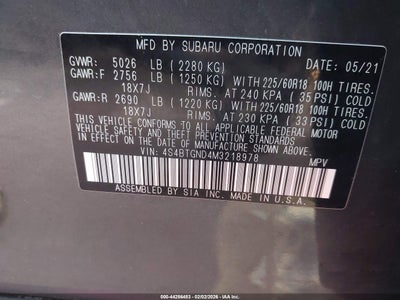 MFD BY SUBARU CORPORATION
GVWR: 5026 LB (2280 KG) 05/21
GAWR:F 2756 LB (1250 KG) WITH 225/60R18 100H TIRES,
18X7J RIMS, AT 240 KPA (35 PSI) COLD
GAWR:R 2690 LB (1220 KG) WITH 225/60R18 100H TIRES,
18X7J RIMS, AT 230 KPA (33 PSI) COLD
THIS VEHICLE CONFORMS TO ALL APPLICABLE FEDERAL MOTOR
VEHICLE SAFETY AND THEFT PREVENTION STANDARDS IN EFFECT
ON THE DATE OF MANUFACTURE SHOWN ABOVE.
VIN: 4S4BTGND4M3218978 MPV
ASSEMBLED BY SIA INC. MADE IN U.S.A.
000-44286463 - 02/02/2026 - IAA Inc.